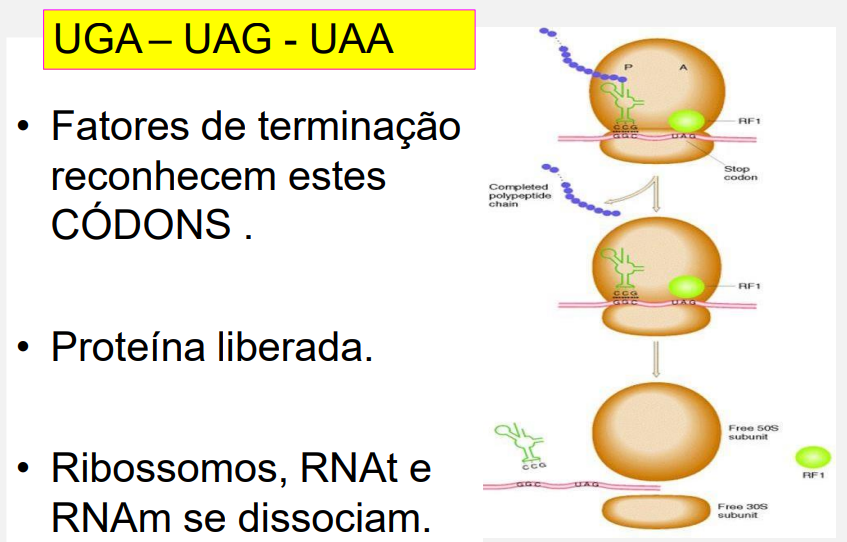 UGA – UAG - UAA
• Fatores de terminação
reconhecem estes
CÓDONS .
• Proteína liberada.
• Ribossomos, RNAt e
RNAm se dissociam.
P A
RF1
CCG
GGC UAG
Stop
codon
Completed
polypeptide
chain
RF1
CCG
GGC UAG
Free 50S
subunit
CCG
RF1
GGC UAG
Free 30S
subunit